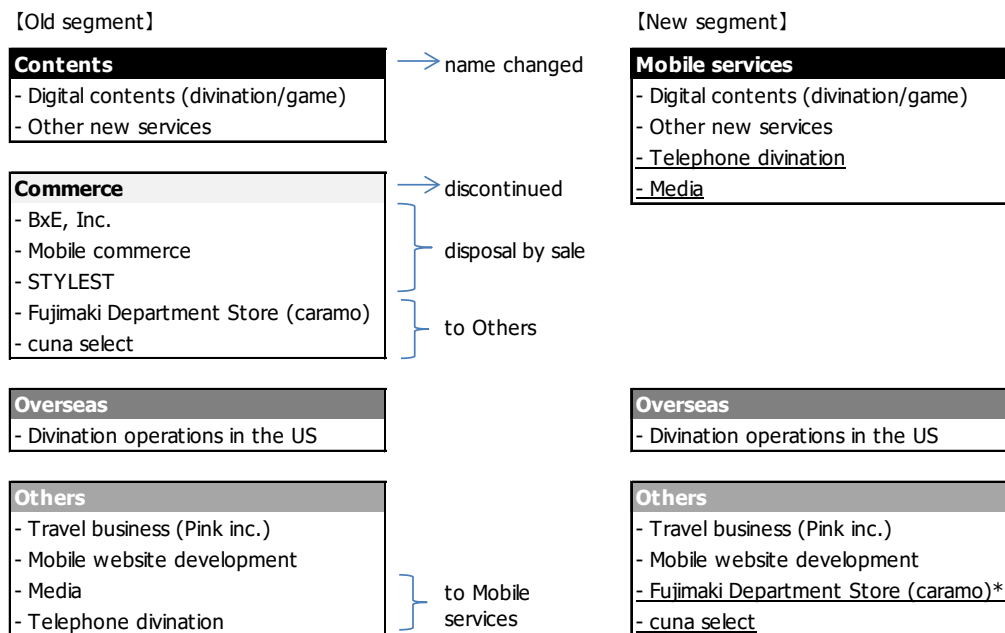 【Old segment】
Contents
- Digital contents (divination/game)
- Other new services
name changed
Commerce
- BxE, Inc.
- Mobile commerce
- STYLEST
- Fujimaki Department Store (caramo)
- cuna select
discontinued
disposal by sale
to Others
Overseas
- Divination operations in the US
Others
- Travel business (Pink inc.)
- Mobile website development
- Media
- Telephone divination
to Mobile
services
【New segment】
Mobile services
- Digital contents (divination/game)
- Other new services
- Telephone divination
- Media
Overseas
- Divination operations in the US
Others
- Travel business (Pink inc.)
- Mobile website development
- Fujimaki Department Store (caramo)*
- cuna select